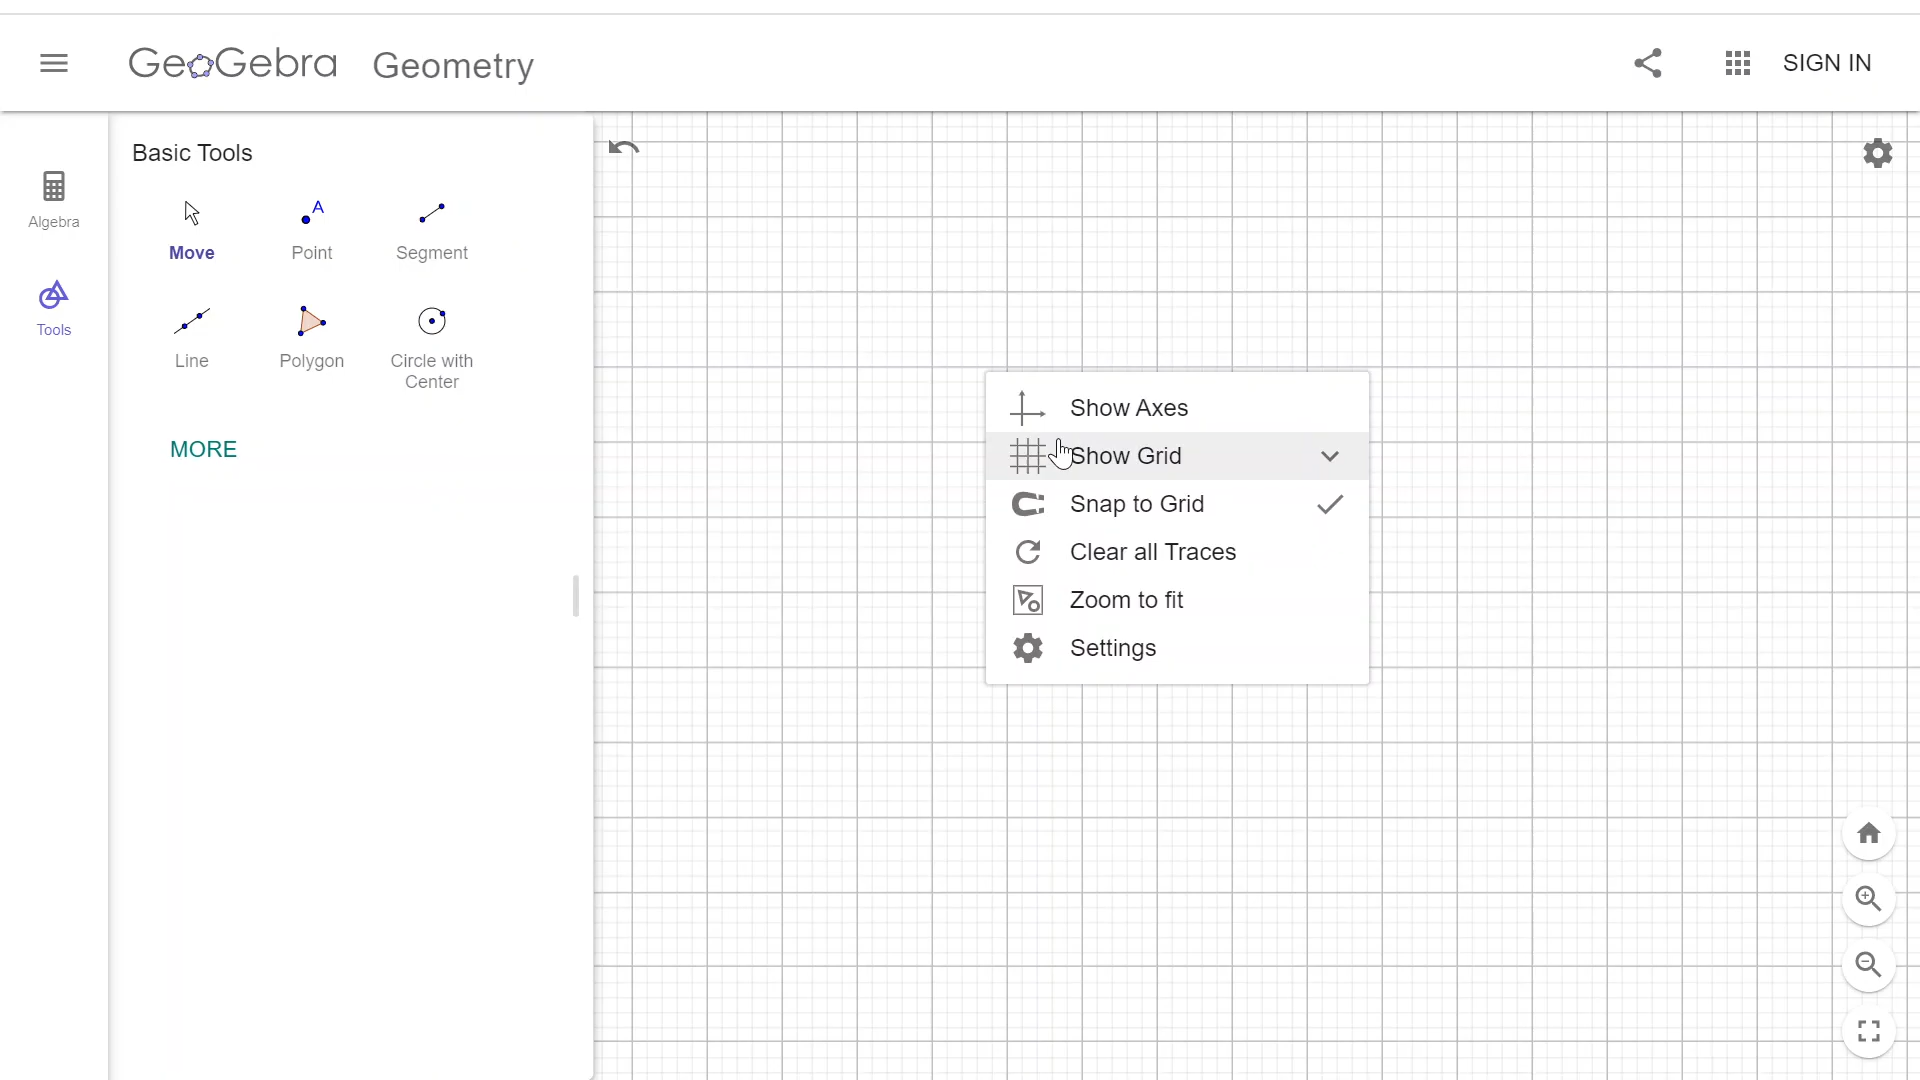 GeoGebra Geometry
SIGN IN
Algebra
Tools
Basic Tools
A
Move
Point
Segment
Line
Polygon
Circle with
Center
MORE
Show Axes
Show Grid
Snap to Grid
Clear all Traces
Zoom to fit
Settings